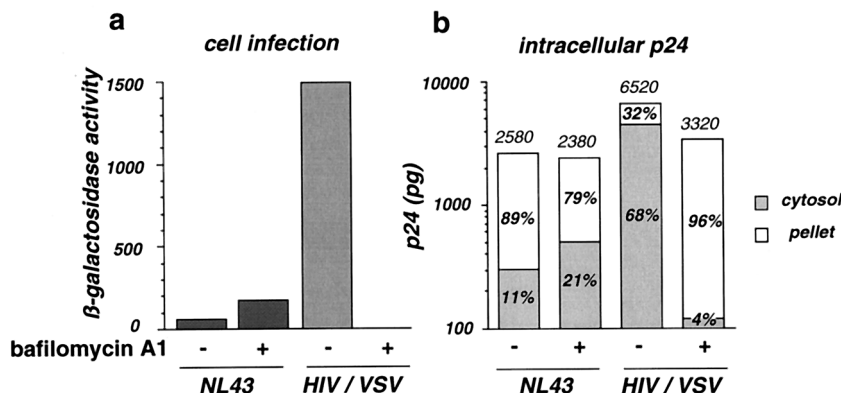 a
cell infection
ß-galactosidase activity
1500
1000
500
0
bafilomycin A1 - + - +
NL43 HIV / VSV
b
intracellular p24
p24 (pg)
10000
1000
100
2580
89%
11%
2380
79%
21%
6520
32%
68%
3320
96%
4%
- + - +
NL43 HIV / VSV
cytosol
pellet